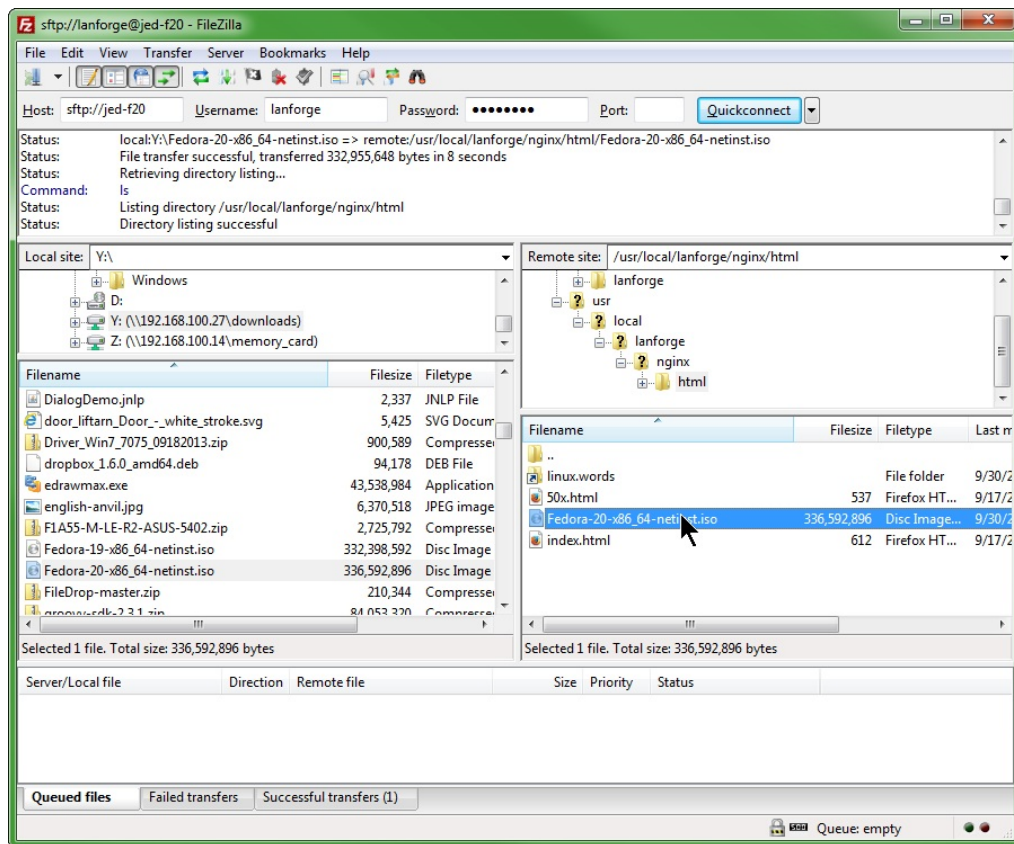 sftp://lanforge@jed-f20 - FileZilla
File Edit View Transfer Server Bookmarks Help
Host: sftp://jed-f20 Username: lanforge Password: ●●●●●●●● Port: Quickconnect
Status: local:Y:\Fedora-20-x86_64-netinst.iso => remote:/usr/local/lanforge/nginx/html/Fedora-20-x86_64-netinst.iso
Status: File transfer successful, transferred 332,955,648 bytes in 8 seconds
Status: Retrieving directory listing...
Command: ls
Status: Listing directory /usr/local/lanforge/nginx/html
Status: Directory listing successful
Local site: Y:\
Windows
D:
Y: (\\192.168.100.27\downloads)
Z: (\\192.168.100.14\memory_card)
Filename Filesize Filetype
DialogDemo.jnlp 2,337 JNLP File
door_liftarn_Door_-_white_stroke.svg 5,425 SVG Docum
Driver_Win7_7075_09182013.zip 900,589 Compresse
dropbox_1.6.0_amd64.deb 94,178 DEB File
edrawmax.exe 43,538,984 Application
english-anvil.jpg 6,370,518 JPEG image
F1A55-M-LE-R2-ASUS-5402.zip 2,725,792 Compresse
Fedora-19-x86_64-netinst.iso 332,398,592 Disc Image
Fedora-20-x86_64-netinst.iso 336,592,896 Disc Image
FileDrop-master.zip 210,344 Compresse
groovy-sdk-2.3.1.zip 84,053,320 Compresse
Selected 1 file. Total size: 336,592,896 bytes
Remote site: /usr/local/lanforge/nginx/html
lanforge
usr
local
lanforge
nginx
html
Filename Filesize Filetype Last m
..
linux.words File folder 9/30/2
50x.html 537 Firefox HT... 9/17/2
Fedora-20-x86_64-netinst.iso 336,592,896 Disc Image... 9/30/2
index.html 612 Firefox HT... 9/17/2
Selected 1 file. Total size: 336,592,896 bytes
Server/Local file Direction Remote file Size Priority Status
Queued files Failed transfers Successful transfers (1)
Queue: empty